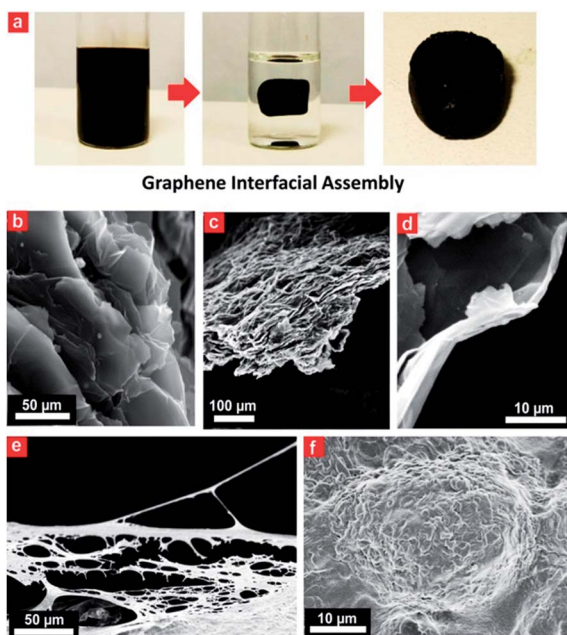 a
Graphene Interfacial Assembly
b
50 µm
c
100 µm
d
10 µm
e
50 µm
f
10 µm